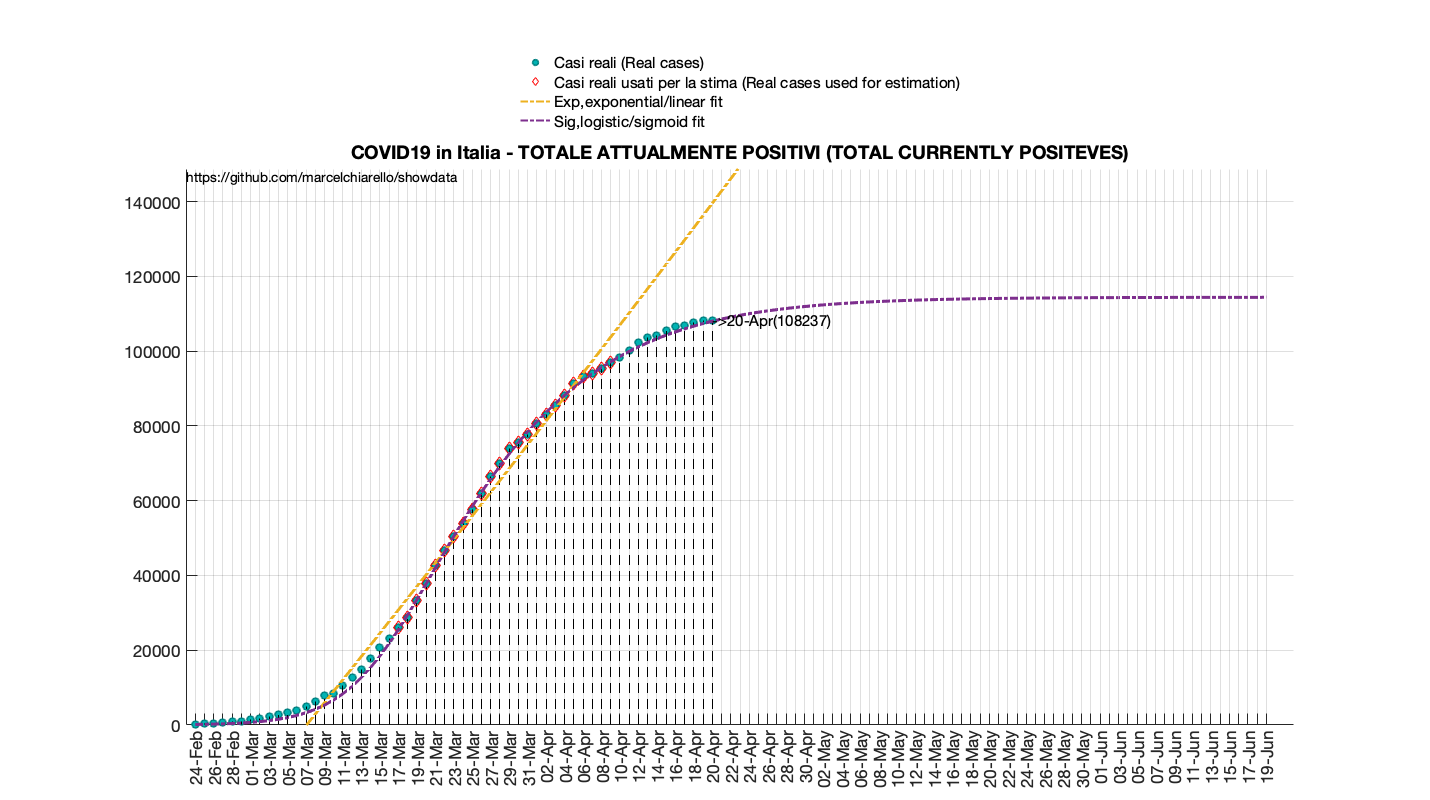 Casi reali (Real cases)
Casi reali usati per la stima (Real cases used for estimation)
Exp,exponential/linear fit
Sig,logistic/sigmoid fit
COVID19 in Italia - TOTALE ATTUALMENTE POSITIVI (TOTAL CURRENTLY POSITEVES)
https://github.com/marcelchiarello/showdata
140000
120000
100000
80000
60000
40000
20000
0
>20-Apr(108237)
24-Feb
26-Feb
28-Feb
01-Mar
03-Mar
05-Mar
07-Mar
09-Mar
11-Mar
13-Mar
15-Mar
17-Mar
19-Mar
21-Mar
23-Mar
25-Mar
27-Mar
29-Mar
31-Mar
02-Apr
04-Apr
06-Apr
08-Apr
10-Apr
12-Apr
14-Apr
16-Apr
18-Apr
20-Apr
22-Apr
24-Apr
26-Apr
28-Apr
30-Apr
02-May
04-May
06-May
08-May
10-May
12-May
14-May
16-May
18-May
20-May
22-May
24-May
26-May
28-May
30-May
01-Jun
03-Jun
05-Jun
07-Jun
09-Jun
11-Jun
13-Jun
15-Jun
17-Jun
19-Jun